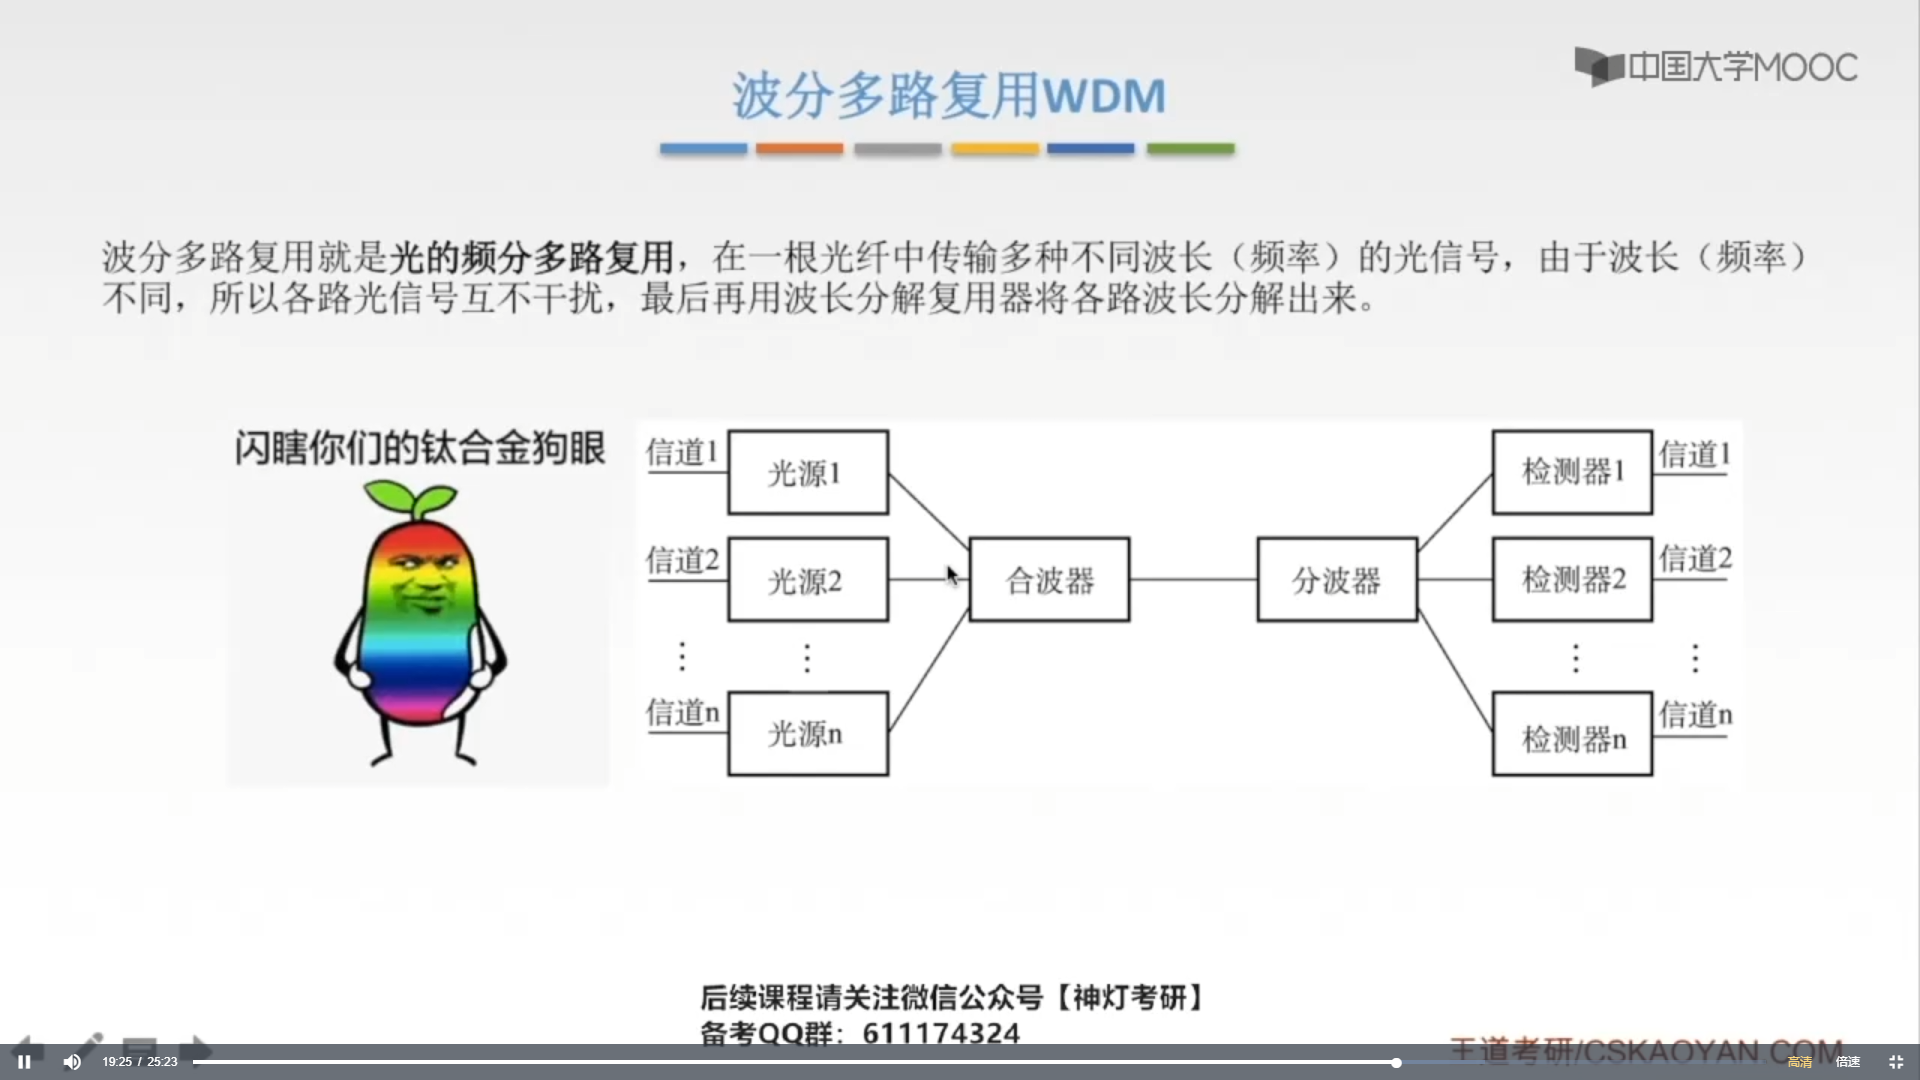 中国大学MOOC
波分多路复用WDM
波分多路复用就是光的频分多路复用，在一根光纤中传输多种不同波长（频率）的光信号，由于波长（频率）
不同，所以各路光信号互不干扰，最后再用波长分解复用器将各路波长分解出来。
闪瞎你们的钛合金狗眼
信道1
光源1
检测器1
信道1
信道2
光源2
合波器
分波器
检测器2
信道2
信道n
光源n
检测器n
信道n
后续课程请关注微信公众号【神灯考研】
备考QQ群：611174324
王道考研/CSKAOYAN.COM
19:25 / 25:23
高清
倍速